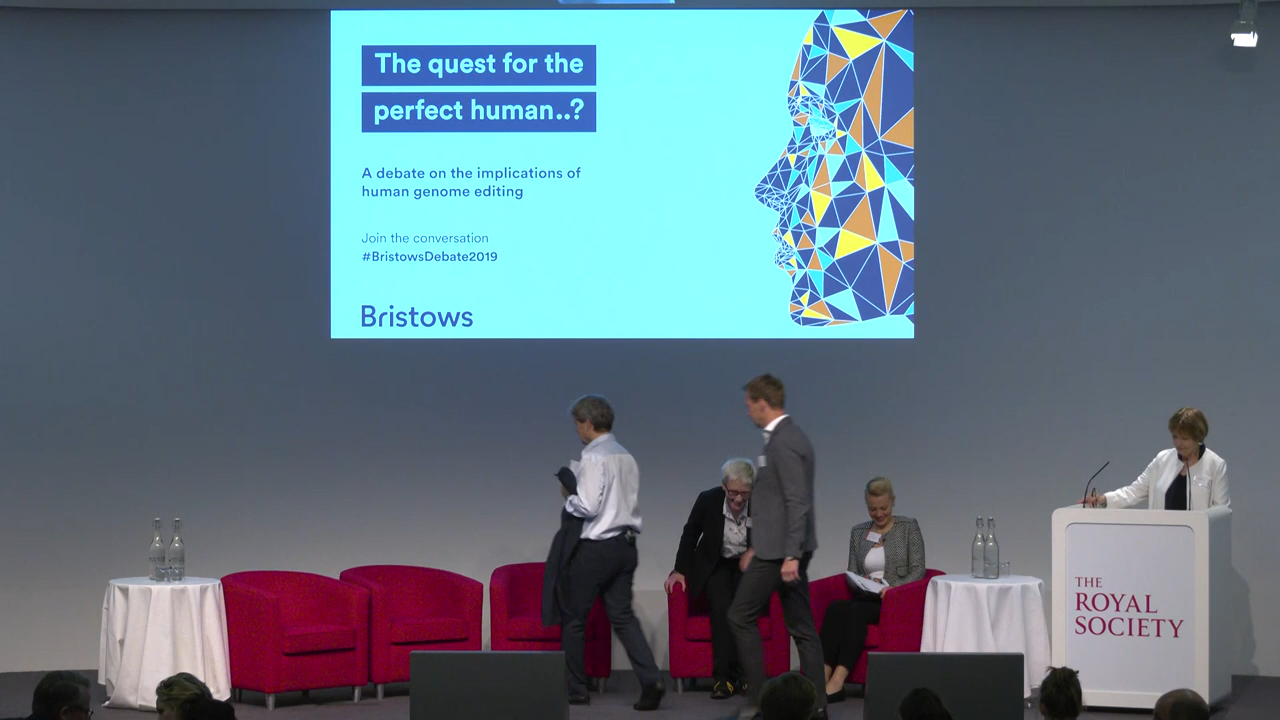 The quest for the
perfect human..?
A debate on the implications of
human genome editing
Join the conversation
#BristowsDebate2019
Bristows
THE
ROYAL
SOCIETY